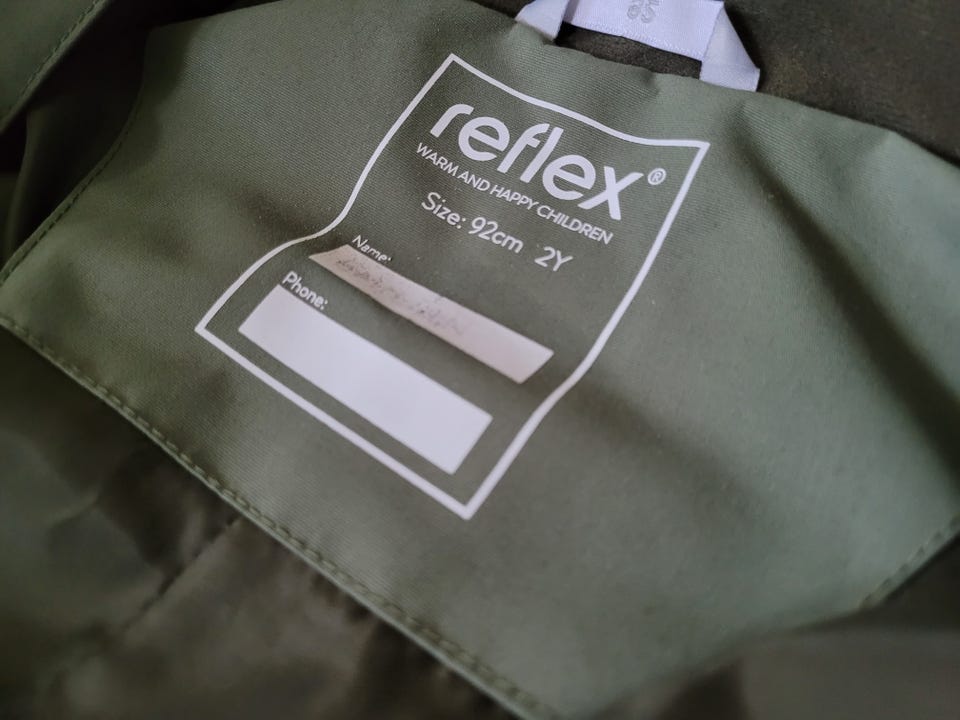 reflex®
WARM AND HAPPY CHILDREN
Size: 92cm 2Y
Name:
Phone: